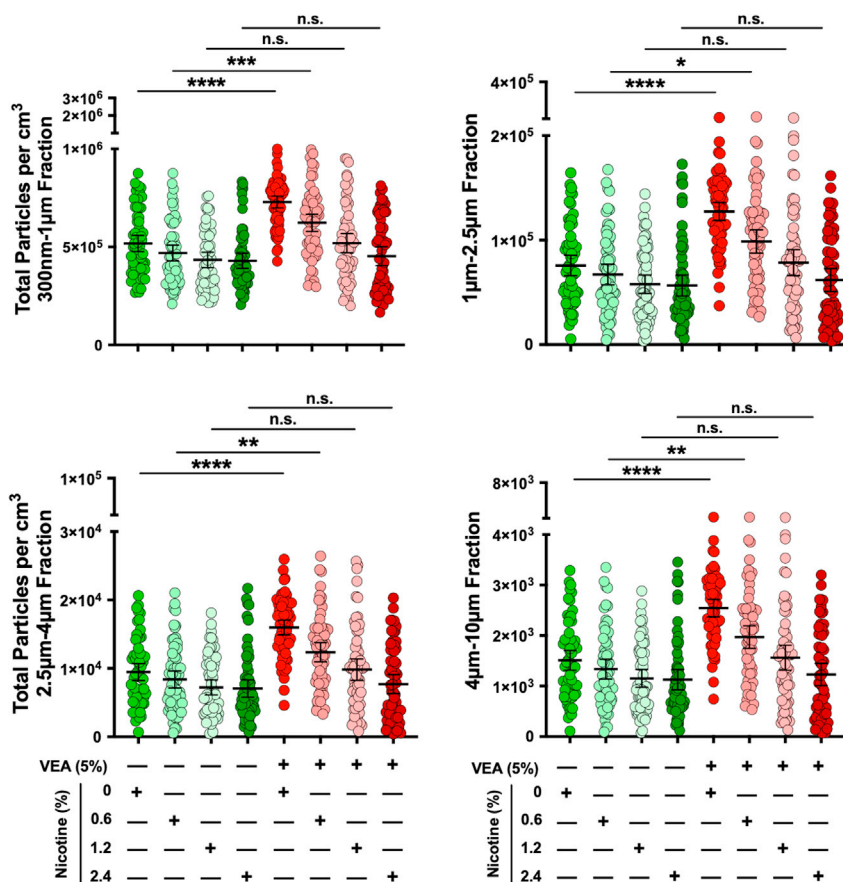 n.s.
n.s.
***
****
3×10⁶
2×10⁶
1×10⁶
5×10⁵
0
Total Particles per cm³
300nm-1µm Fraction
n.s.
n.s.
*
****
4×10⁵
2×10⁵
1×10⁵
0
1µm-2.5µm Fraction
n.s.
n.s.
**
****
1×10⁵
3×10⁴
2×10⁴
1×10⁴
0
Total Particles per cm³
2.5µm-4µm Fraction
n.s.
n.s.
**
****
8×10³
4×10³
3×10³
2×10³
1×10³
0
4µm-10µm Fraction
VEA (5%) — — — — + + + +
Nicotine (%)
0 + — — — + — — —
0.6 — + — — — + — —
1.2 — — + — — — + —
2.4 — — — + — — — +
VEA (5%) — — — — + + + +
Nicotine (%)
0 + — — — + — — —
0.6 — + — — — + — —
1.2 — — + — — — + —
2.4 — — — + — — — +